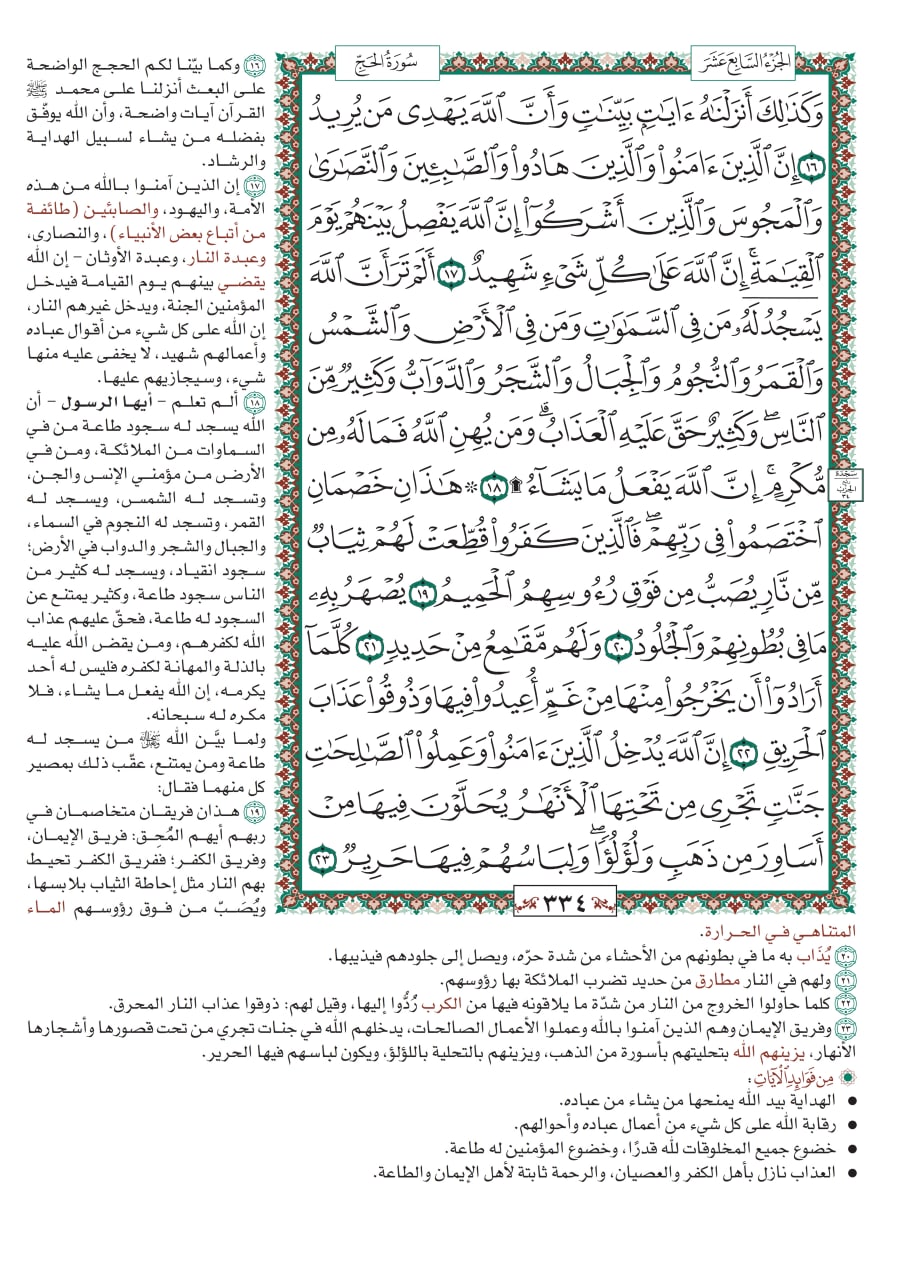 الجُزْءُ السَّابِعَ عَشَرَ
سُورَةُ الحَجِّ
وَكَذَٰلِكَ أَنزَلْنَٰهُ ءَايَٰتِۭ بَيِّنَٰتٖ وَأَنَّ ٱللَّهَ يَهْدِي مَن يُرِيدُ
١٦ إِنَّ ٱلَّذِينَ ءَامَنُواْ وَٱلَّذِينَ هَادُواْ وَٱلصَّٰبِـِٔينَ وَٱلنَّصَٰرَىٰ
وَٱلْمَجُوسَ وَٱلَّذِينَ أَشْرَكُوٓاْ إِنَّ ٱللَّهَ يَفْصِلُ بَيْنَهُمْ يَوْمَ
ٱلْقِيَٰمَةِۚ إِنَّ ٱللَّهَ عَلَىٰ كُلِّ شَيْءٖ شَهِيدٌ ١٧ أَلَمْ تَرَ أَنَّ ٱللَّهَ
يَسْجُدُ لَهُۥ مَن فِي ٱلسَّمَٰوَٰتِ وَمَن فِي ٱلْأَرْضِ وَٱلشَّمْسُ
وَٱلْقَمَرُ وَٱلنُّجُومُ وَٱلْجِبَالُ وَٱلشَّجَرُ وَٱلدَّوَآبُّ وَكَثِيرٞ مِّنَ
ٱلنَّاسِۖ وَكَثِيرٌ حَقَّ عَلَيْهِ ٱلْعَذَابُۗ وَمَن يُهِنِ ٱللَّهُ فَمَا لَهُۥ مِن
مُّكْرِمٍۚ إِنَّ ٱللَّهَ يَفْعَلُ مَا يَشَآءُ ۩ ١٨ ۞ هَٰذَانِ خَصْمَانِ
ٱخْتَصَمُواْ فِي رَبِّهِمْۖ فَٱلَّذِينَ كَفَرُواْ قُطِّعَتْ لَهُمْ ثِيَابٞ
مِّن نَّارٖ يُصَبُّ مِن فَوْقِ رُءُوسِهِمُ ٱلْحَمِيمُ ١٩ يُصْهَرُ بِهِۦ
مَا فِي بُطُونِهِمْ وَٱلْجُلُودُ ٢٠ وَلَهُم مَّقَٰمِعُ مِنْ حَدِيدٖ ٢١ كُلَّمَآ
أَرَادُوٓاْ أَن يَخْرُجُواْ مِنْهَا مِنْ غَمٍّ أُعِيدُواْ فِيهَا وَذُوقُواْ عَذَابَ
ٱلْحَرِيقِ ٢٢ إِنَّ ٱللَّهَ يُدْخِلُ ٱلَّذِينَ ءَامَنُواْ وَعَمِلُواْ ٱلصَّٰلِحَٰتِ
جَنَّٰتٖ تَجْرِي مِن تَحْتِهَا ٱلْأَنْهَٰرُ يُحَلَّوْنَ فِيهَا مِنْ
أَسَاوِرَ مِن ذَهَبٖ وَلُؤْلُؤٗاۖ وَلِبَاسُهُمْ فِيهَا حَرِيرٞ ٢٣
٣٣٤
١٦ وكما بيّنا لكم الحجج الواضحة
على البعث أنزلنا على محمد ﷺ
القرآن آيات واضحة، وأن الله يوفّق
بفضله من يشاء لسبيل الهداية
والرشاد.
١٧ إن الذين آمنوا بالله من هذه
الأمة، واليهود، والصابئين (طائفة
من أتباع بعض الأنبياء)، والنصارى،
وعبدة النار، وعبدة الأوثان - إن الله
يقضي بينهم يوم القيامة فيدخل
المؤمنين الجنة، ويدخل غيرهم النار،
إن الله على كل شيء من أقوال عباده
وأعمالهم شهيد، لا يخفى عليه منها
شيء، وسيجازيهم عليها.
١٨ ألم تعلم - أيها الرسول - أن
الله يسجد له سجود طاعة من في
السماوات من الملائكة، ومن في
الأرض من مؤمني الإنس والجن،
وتسجد له الشمس، ويسجد له
القمر، وتسجد له النجوم في السماء،
والجبال والشجر والدواب في الأرض؛
سجود انقياد، ويسجد له كثير من
الناس سجود طاعة، وكثير يمتنع عن
السجود له طاعة، فحقّ عليهم عذاب
الله لكفرهم، ومن يقض الله عليه
بالذلة والمهانة لكفره فليس له أحد
يكرمه، إن الله يفعل ما يشاء، فلا
مكره له سبحانه.
ولما بيَّن الله ﷻ من يسجد له
طاعة ومن يمتنع، عقّب ذلك بمصير
كل منهما فقال:
١٩ هذان فريقان متخاصمان في
ربهم أيهم المُحِق: فريق الإيمان،
وفريق الكفر؛ ففريق الكفر تحيط
بهم النار مثل إحاطة الثياب بلابسها،
ويُصَبّ من فوق رؤوسهم الماء
المتناهي في الحرارة.
٢٠ يُذَاب به ما في بطونهم من الأحشاء من شدة حرّه، ويصل إلى جلودهم فيذيبها.
٢١ ولهم في النار مطارق من حديد تضرب الملائكة بها رؤوسهم.
٢٢ كلما حاولوا الخروج من النار من شدّة ما يلاقونه فيها من الكرب رُدُّوا إليها، وقيل لهم: ذوقوا عذاب النار المحرق.
٢٣ وفريق الإيمان وهم الذين آمنوا بالله وعملوا الأعمال الصالحات، يدخلهم الله في جنات تجري من تحت قصورها وأشجارها
الأنهار، يزينهم الله بتحليتهم بأسورة من الذهب، ويزينهم بالتحلية باللؤلؤ، ويكون لباسهم فيها الحرير.
مِن فَوَائِدِ الْآيَاتِ:
● الهداية بيد الله يمنحها من يشاء من عباده.
● رقابة الله على كل شيء من أعمال عباده وأحوالهم.
● خضوع جميع المخلوقات لله قدرًا، وخضوع المؤمنين له طاعة.
● العذاب نازل بأهل الكفر والعصيان، والرحمة ثابتة لأهل الإيمان والطاعة.